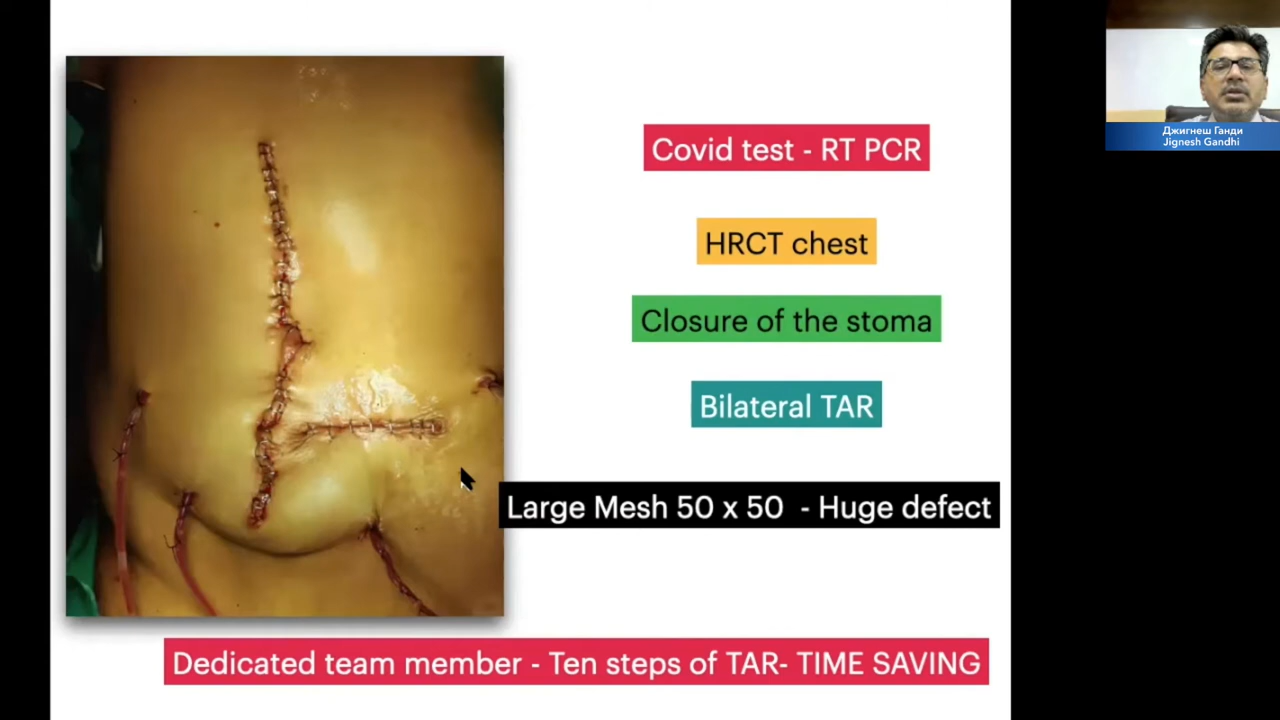 Covid test - RT PCR
HRCT chest
Closure of the stoma
Bilateral TAR
Large Mesh 50 x 50 - Huge defect
Dedicated team member - Ten steps of TAR- TIME SAVING
Джигнеш Ганди
Jignesh Gandhi